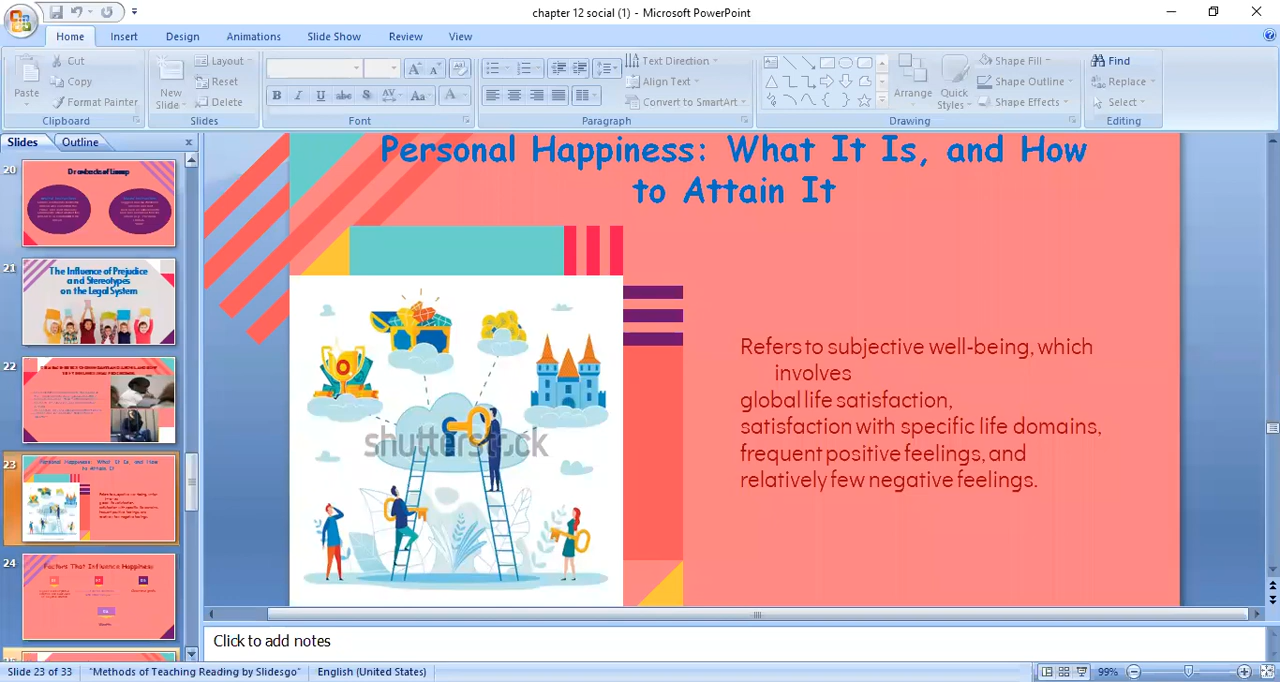 chapter 12 social (1) - Microsoft PowerPoint
Home Insert Design Animations Slide Show Review View
Paste
Cut
Copy
Format Painter
Clipboard
New
Slide
Layout
Reset
Delete
Slides
Font
Text Direction
Align Text
Convert to SmartArt
Paragraph
Arrange
Quick
Styles
Shape Fill
Shape Outline
Shape Effects
Drawing
Find
Replace
Select
Editing
Slides Outline
20
21
The Influence of Prejudice
and Stereotypes
on the Legal System
22
23
Personal Happiness: What It Is, and How
to Attain It
24
Factors That Influence Happiness
Personal Happiness: What It Is, and How
to Attain It
shutterstock
Refers to subjective well-being, which
involves
global life satisfaction,
satisfaction with specific life domains,
frequent positive feelings, and
relatively few negative feelings.
Click to add notes
Slide 23 of 33 "Methods of Teaching Reading by Slidesgo" English (United States) 99%